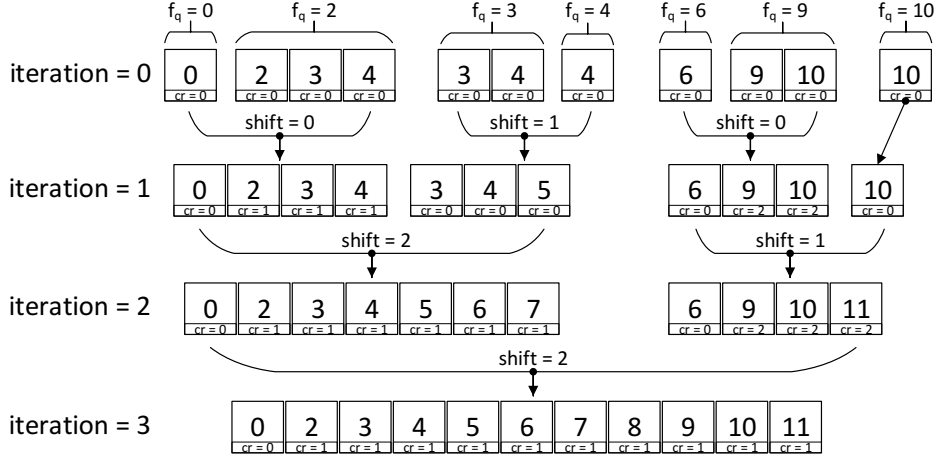 f_q = 0 f_q = 2 f_q = 3 f_q = 4 f_q = 6 f_q = 9 f_q = 10
iteration = 0 0 2 3 4 3 4 4 6 9 10 10
cr = 0 cr = 0 cr = 0 cr = 0 cr = 0 cr = 0 cr = 0 cr = 0 cr = 0 cr = 0 cr = 0
shift = 0 shift = 1 shift = 0
iteration = 1 0 2 3 4 3 4 5 6 9 10 10
cr = 0 cr = 1 cr = 1 cr = 1 cr = 0 cr = 0 cr = 0 cr = 0 cr = 2 cr = 2 cr = 0
shift = 2 shift = 1
iteration = 2 0 2 3 4 5 6 7 6 9 10 11
cr = 0 cr = 1 cr = 1 cr = 1 cr = 1 cr = 1 cr = 1 cr = 0 cr = 2 cr = 2 cr = 2
shift = 2
iteration = 3 0 2 3 4 5 6 7 8 9 10 11
cr = 0 cr = 1 cr = 1 cr = 1 cr = 1 cr = 1 cr = 1 cr = 1 cr = 1 cr = 1 cr = 1